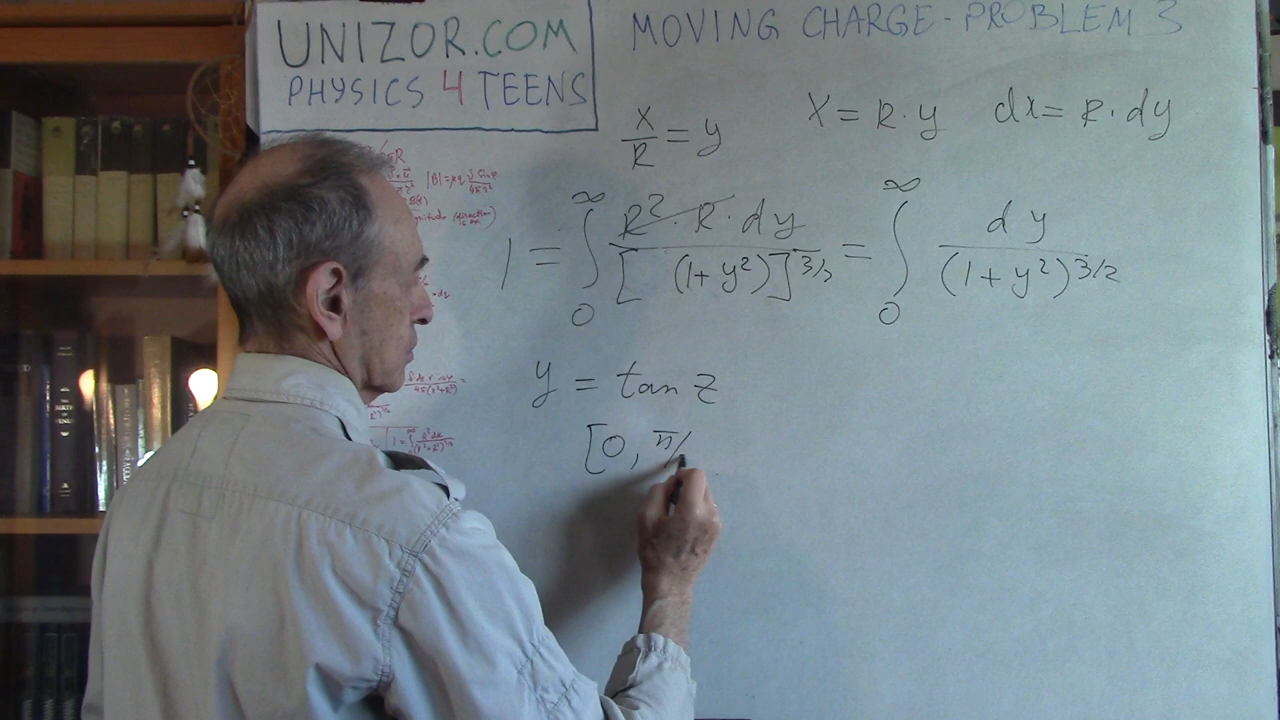 UNIZOR.COM
PHYSICS 4 TEENS
MOVING CHARGE - PROBLEM 3
x/R = y   X = R·y   dx = R·dy
1 = ∫₀^∞ R²·R·dy / [(1+y²)]^3/2 = ∫₀^∞ dy / (1+y²)^3/2
y = tan z
[0, π/